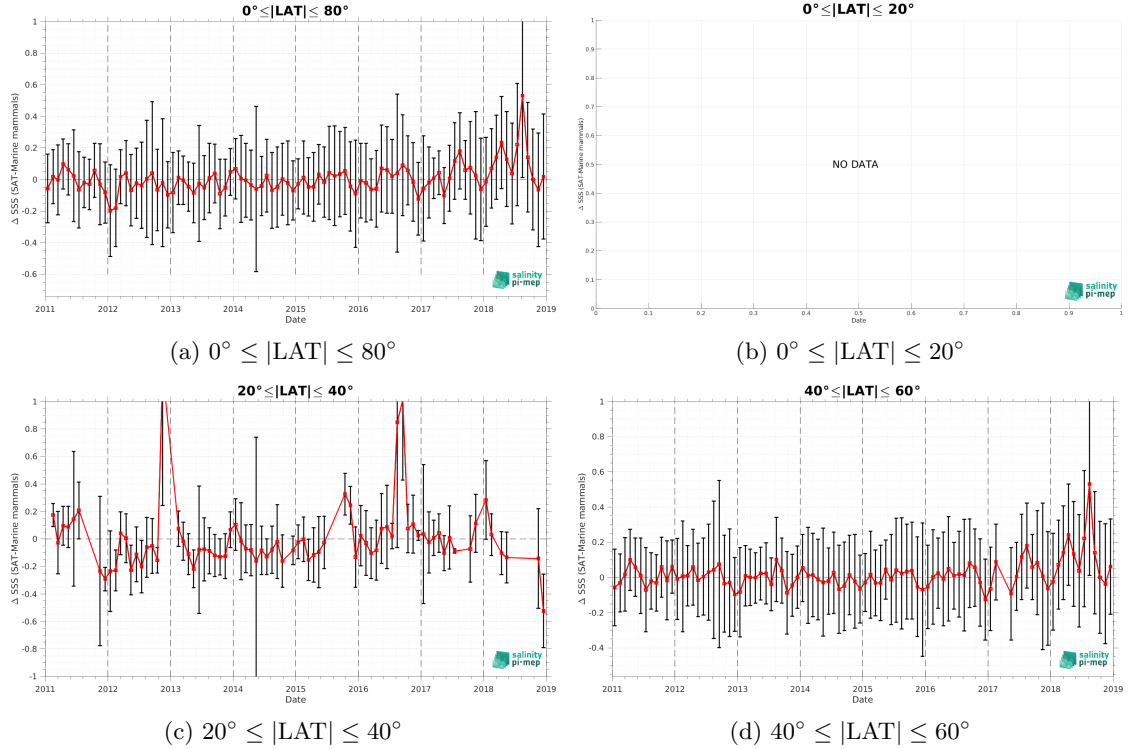 0°≤|LAT|≤ 80°
Δ SSS (SAT-Marine mammals)
1
0.8
0.6
0.4
0.2
0
-0.2
-0.4
-0.6
salinity
pi-mep
2011 2012 2013 2014 2015 2016 2017 2018 2019
Date
(a) 0° ≤ |LAT| ≤ 80°
0°≤|LAT|≤ 20°
Δ SSS (SAT-Marine mammals)
1
0.9
0.8
0.7
0.6
0.5
0.4
0.3
0.2
0.1
0
NO DATA
salinity
pi-mep
0 0.1 0.2 0.3 0.4 0.5 0.6 0.7 0.8 0.9 1
Date
(b) 0° ≤ |LAT| ≤ 20°
20°≤|LAT|≤ 40°
Δ SSS (SAT-Marine mammals)
1
0.8
0.6
0.4
0.2
0
-0.2
-0.4
-0.6
-0.8
-1
salinity
pi-mep
2011 2012 2013 2014 2015 2016 2017 2018 2019
Date
(c) 20° ≤ |LAT| ≤ 40°
40°≤|LAT|≤ 60°
Δ SSS (SAT-Marine mammals)
1
0.8
0.6
0.4
0.2
0
-0.2
-0.4
salinity
pi-mep
2011 2012 2013 2014 2015 2016 2017 2018 2019
Date
(d) 40° ≤ |LAT| ≤ 60°